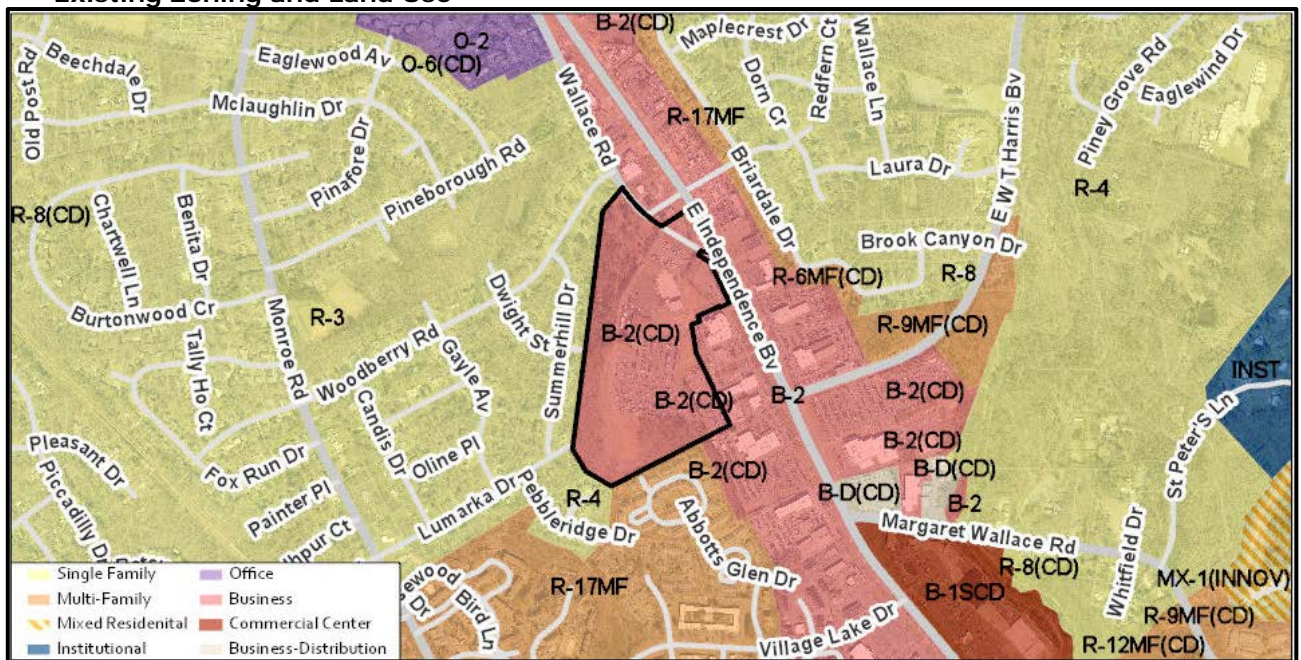 Existing Zoning and Land Use
B-2(CD)
O-2
O-6(CD)
Old Post Rd
Beechdale Dr
Eaglewood Av
Mclaughlin Dr
Pinafore Dr
Pineborough Rd
Wallace Rd
Maplecrest Dr
Dorn Cr
Redfern Ct
Wallace Ln
Laura Dr
R-17MF
Briardale Dr
E W T Harris Bv
Piney Grove Rd
Eaglewind Dr
R-4
R-8(CD)
Chartwell Ln
Benita Dr
Burtonwood Cr
Tally Ho Ct
Monroe Rd
R-3
Woodberry Rd
Dwight St
Summerhill Dr
Gayle Av
Candis Dr
Oline Pl
E Independence Bv
Brook Canyon Dr
R-6MF(CD)
R-8
R-9MF(CD)
B-2(CD)
B-2(CD)
B-2
B-2(CD)
B-2(CD)
B-2(CD)
B-D(CD)
B-D(CD)
B-2
INST
St Peter'S Ln
Pleasant Dr
Piccadilly Dr
Fox Run Dr
Painter Pl
Lumarka Dr
R-4
Pebbleridge Dr
Abbotts Glen Dr
Margaret Wallace Rd
Whitfield Dr
R-8(CD)
MX-1(INNOV)
R-9MF(CD)
R-12MF(CD)
B-1SCD
R-17MF
Bird Ln
Village Lake Dr
Single Family
Multi-Family
Mixed Residenital
Institutional
Office
Business
Commercial Center
Business-Distribution